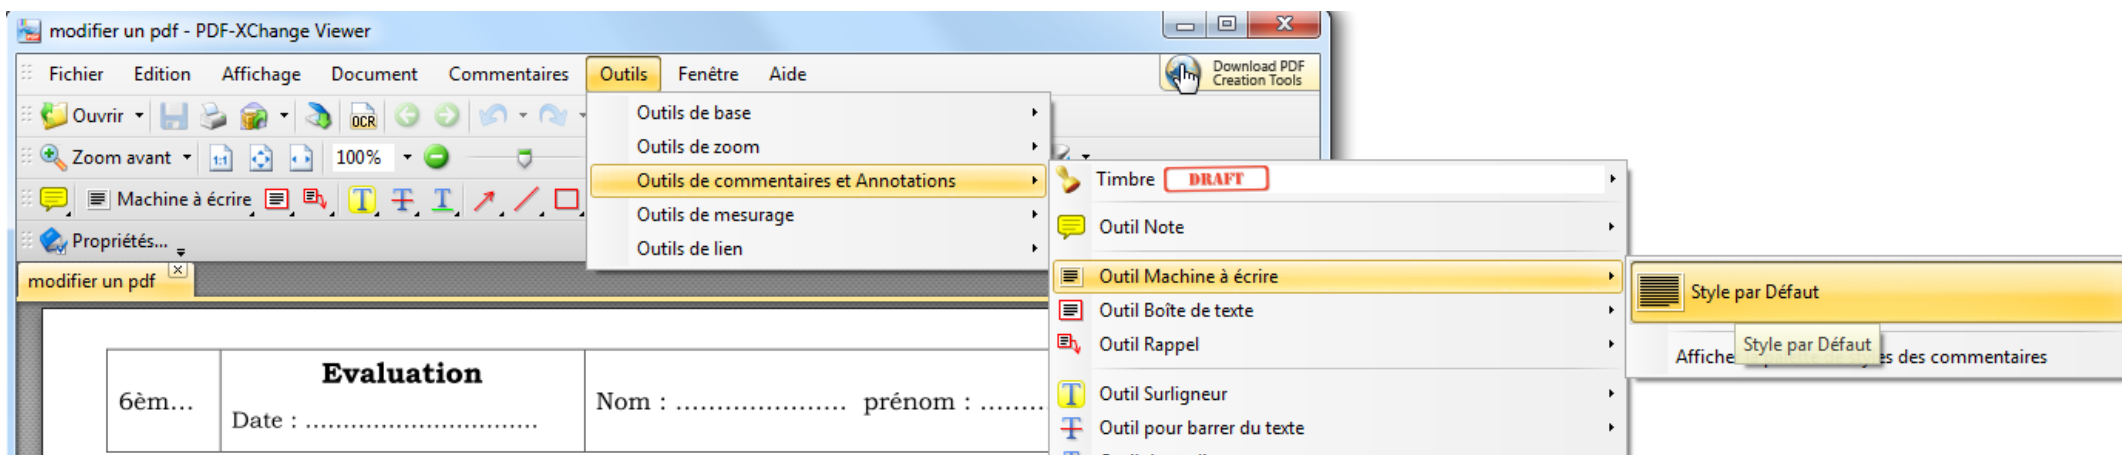 modifier un pdf - PDF-XChange Viewer
Fichier Edition Affichage Document Commentaires Outils Fenêtre Aide
Download PDF
Creation Tools
Ouvrir OCR
Zoom avant 1:1 100%
Machine à écrire T T T
Propriétés...
modifier un pdf
Outils de base
Outils de zoom
Outils de commentaires et Annotations
Outils de mesurage
Outils de lien
Timbre DRAFT
Outil Note
Outil Machine à écrire
Outil Boîte de texte
Outil Rappel
Outil Surligneur
Outil pour barrer du texte
Style par Défaut
Style par Défaut
des commentaires
6èm...
Evaluation
Date : ...............................
Nom : ..................... prénom : ........